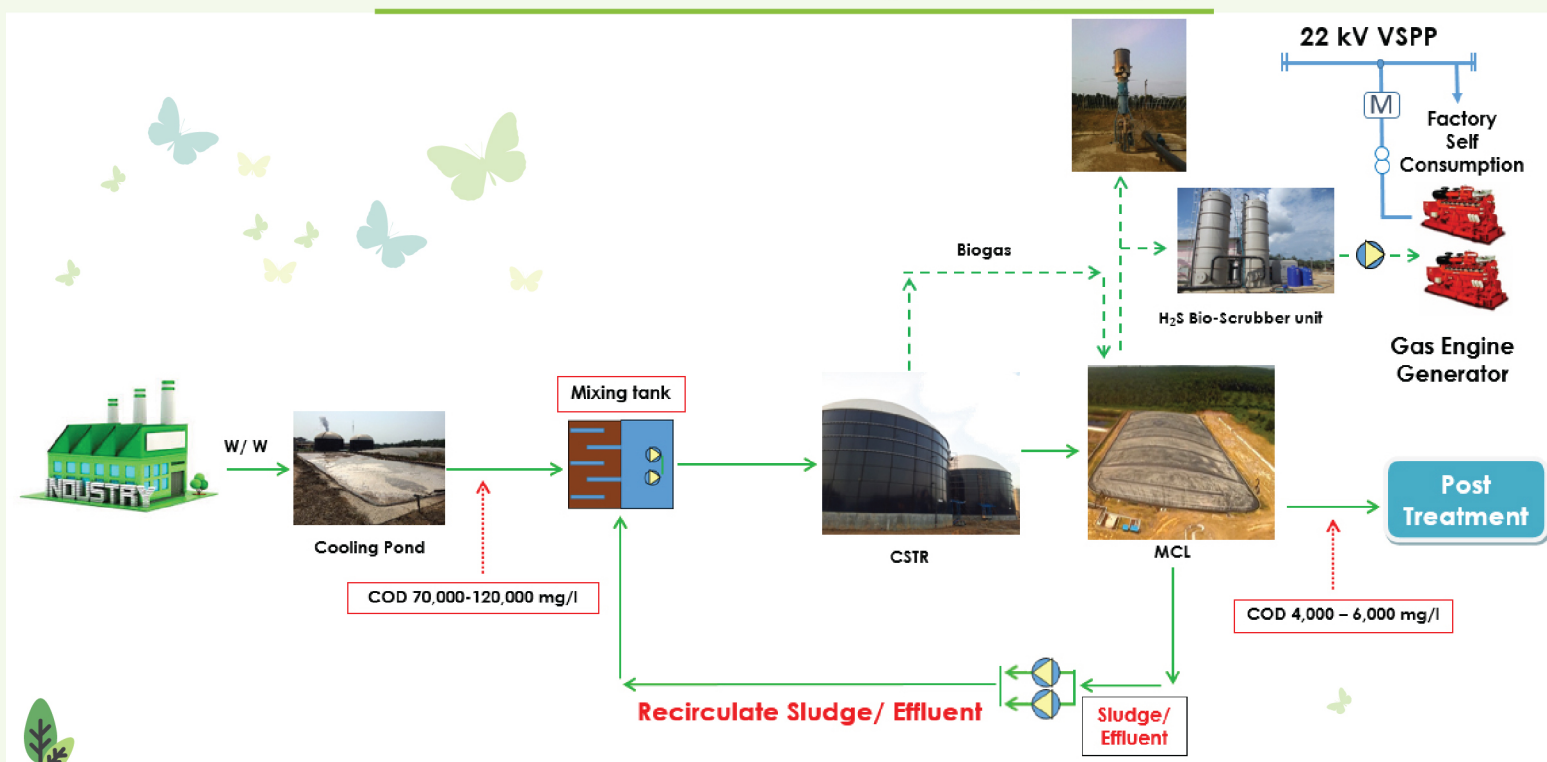 22 kV VSPP
M
Factory
Self
Consumption
Biogas
H₂S Bio-Scrubber unit
Gas Engine
Generator
Mixing tank
W/ W
INDUSTRY
Cooling Pond
CSTR
MCL
Post
Treatment
COD 70,000-120,000 mg/l
COD 4,000 – 6,000 mg/l
Recirculate Sludge/ Effluent
Sludge/
Effluent